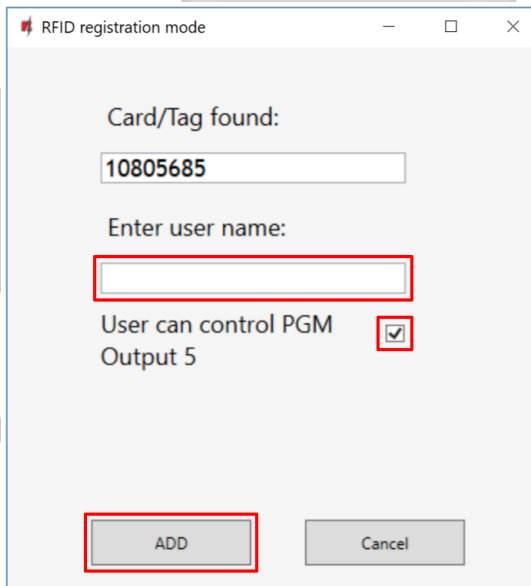 RFID registration mode
Card/Tag found:
10805685
Enter user name:
User can control PGM
Output 5
ADD
Cancel